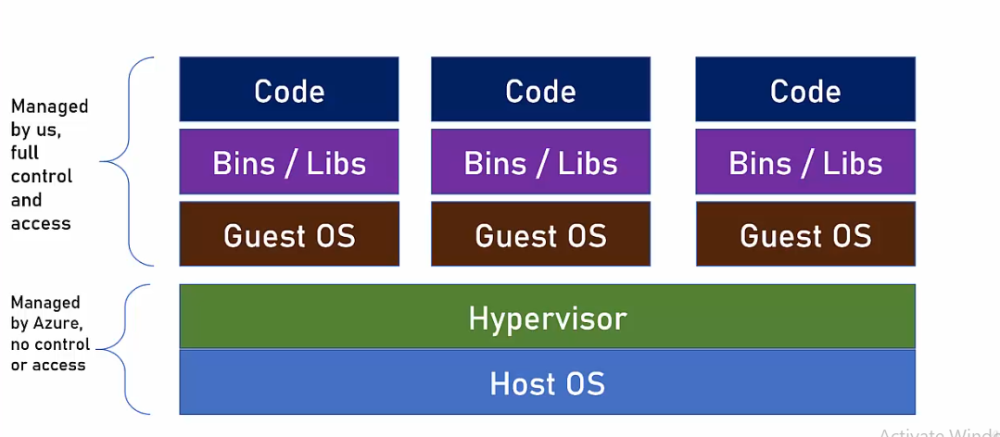 Code
Code
Code
Managed
by us,
full
control
and
access
Bins / Libs
Bins / Libs
Bins / Libs
Guest OS
Guest OS
Guest OS
Managed
by Azure,
no control
or access
Hypervisor
Host OS
Activate